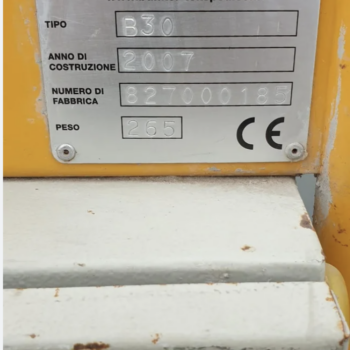 TIPO B30
ANNO DI
COSTRUZIONE 2007
NUMERO DI
FABBRICA
PESO 255
CE